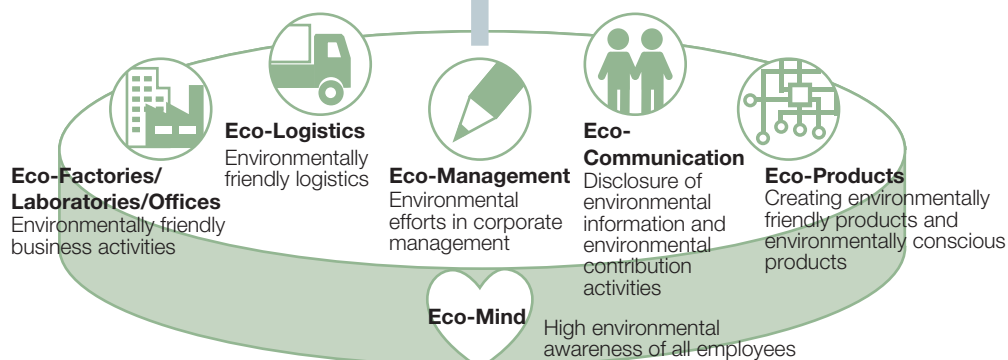 Eco-Factories/
Laboratories/Offices
Environmentally friendly
business activities
Eco-Logistics
Environmentally
friendly logistics
Eco-Management
Environmental
efforts in corporate
management
Eco-
Communication
Disclosure of
environmental
information and
environmental
contribution
activities
Eco-Products
Creating environmentally
friendly products and
environmentally conscious
products
Eco-Mind
High environmental
awareness of all employees